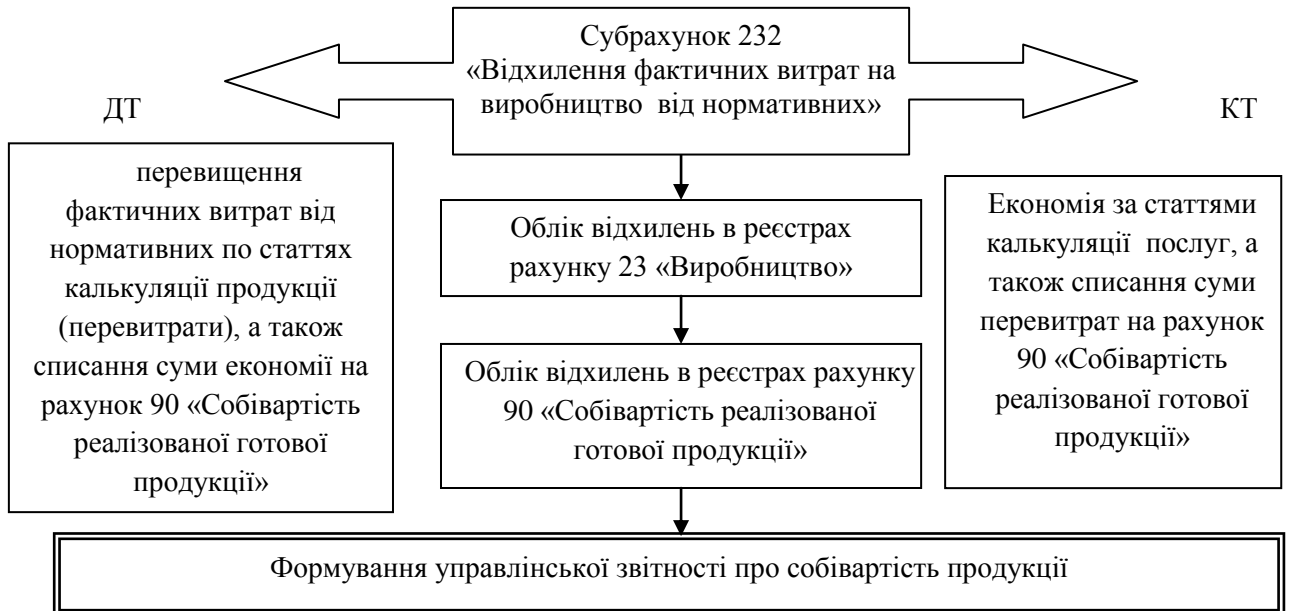 Субрахунок 232
«Відхилення фактичних витрат на
виробництво від нормативних»
ДТ
КТ
перевищення
фактичних витрат від
нормативних по статтях
калькуляції продукції
(перевитрати), а також
списання суми економії на
рахунок 90 «Собівартість
реалізованої готової
продукції»
Облік відхилень в реєстрах
рахунку 23 «Виробництво»
Облік відхилень в реєстрах рахунку
90 «Собівартість реалізованої
готової продукції»
Економія за статтями
калькуляції послуг, а
також списання суми
перевитрат на рахунок
90 «Собівартість
реалізованої готової
продукції»
Формування управлінської звітності про собівартість продукції